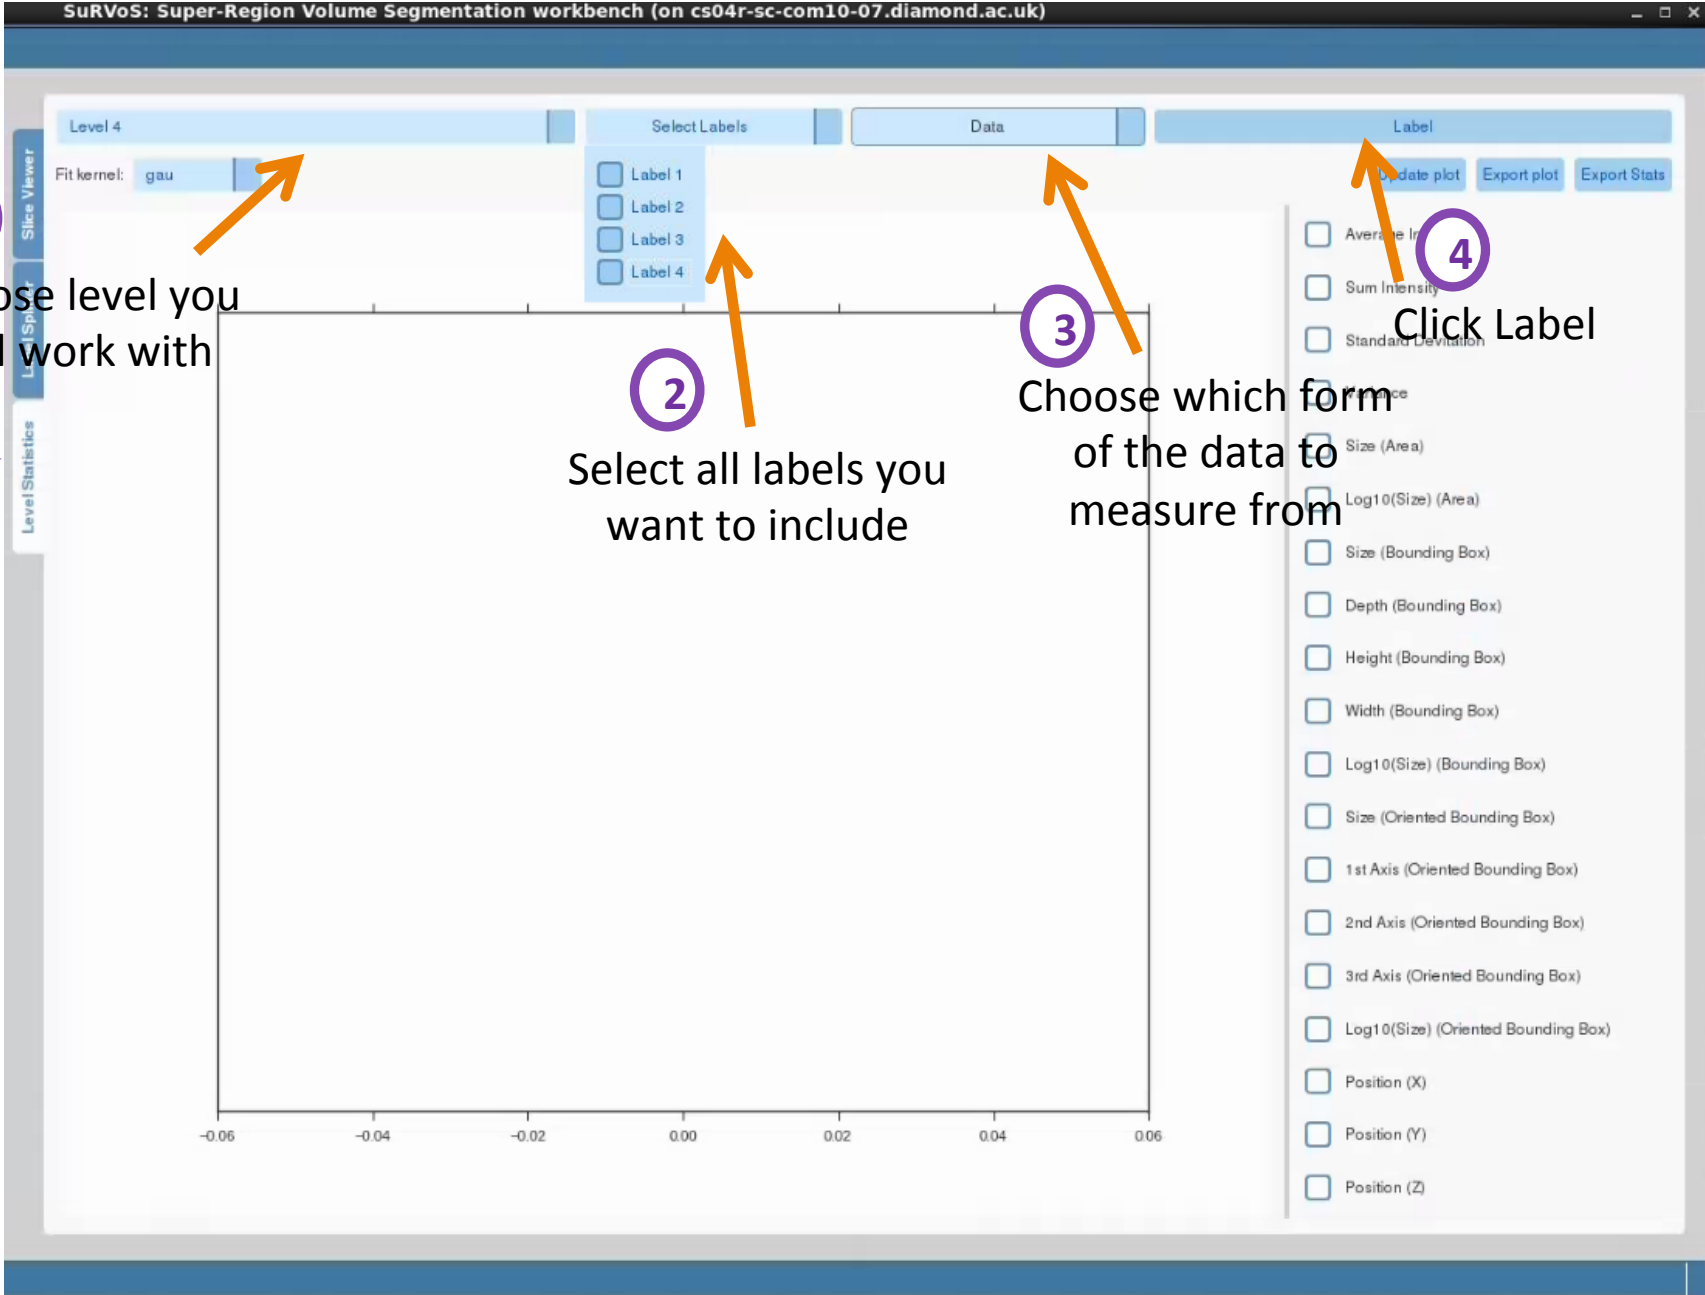 SuRVoS: Super-Region Volume Segmentation workbench (on cs04r-sc-com10-07.diamond.ac.uk)
Level 4
Select Labels
Data
Label
Fit kernel: gau
Label 1
Label 2
Label 3
Label 4
plot
Export plot
Export Stats
Slice Viewer
Level Statistics
level you
work with
2
Select all labels you
want to include
3
Choose which form
of the data to
measure from
4
Click Label
Average
Sum Intensity
Standard Devitation
Variance
Size (Area)
Log10(Size) (Area)
Size (Bounding Box)
Depth (Bounding Box)
Height (Bounding Box)
Width (Bounding Box)
Log10(Size) (Bounding Box)
Size (Oriented Bounding Box)
1st Axis (Oriented Bounding Box)
2nd Axis (Oriented Bounding Box)
3rd Axis (Oriented Bounding Box)
Log10(Size) (Oriented Bounding Box)
Position (X)
Position (Y)
Position (Z)
−0.06 −0.04 −0.02 0.00 0.02 0.04 0.06